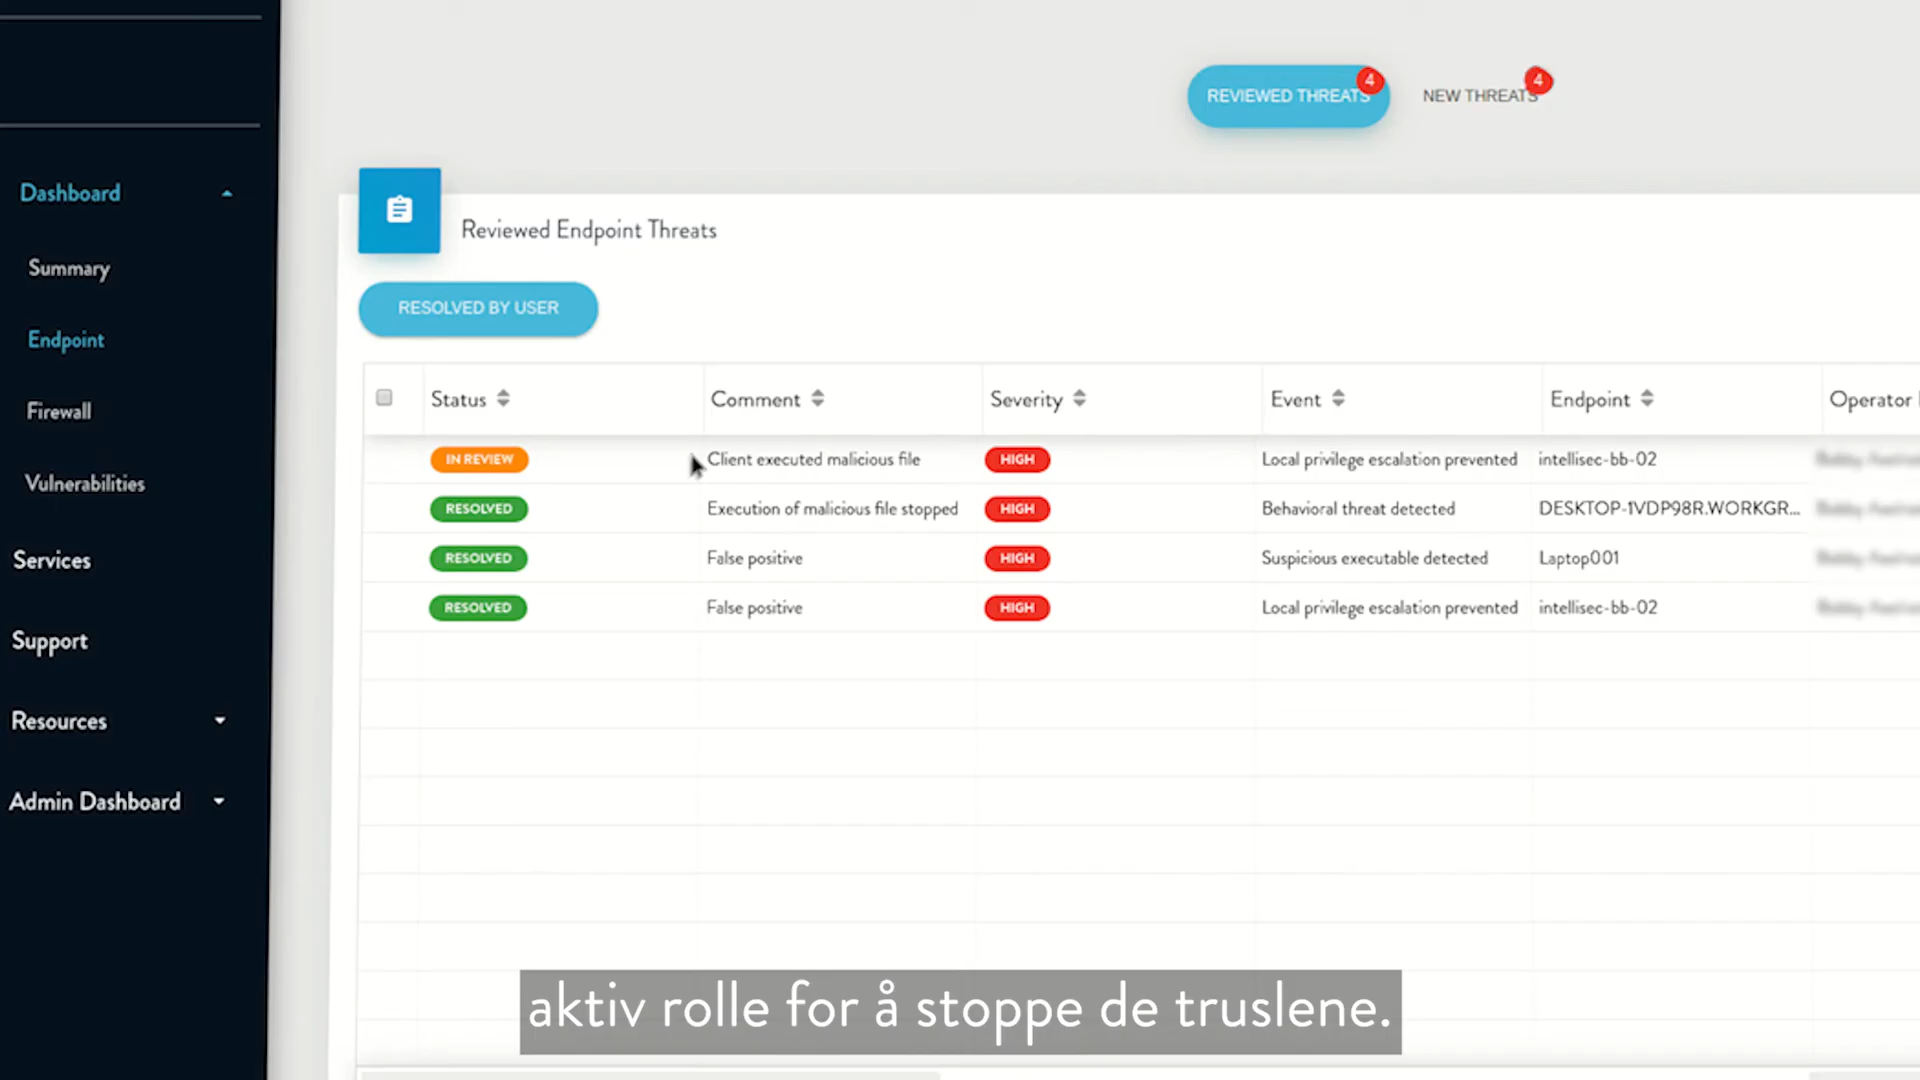 REVIEWED THREATS 4 NEW THREATS 4
Dashboard
Summary
Endpoint
Firewall
Vulnerabilities
Services
Support
Resources
Admin Dashboard
Reviewed Endpoint Threats
RESOLVED BY USER
Status Comment Severity Event Endpoint Operator
IN REVIEW Client executed malicious file HIGH Local privilege escalation prevented intellisec-bb-02
RESOLVED Execution of malicious file stopped HIGH Behavioral threat detected DESKTOP-1VDP98R.WORKGR...
RESOLVED False positive HIGH Suspicious executable detected Laptop001
RESOLVED False positive HIGH Local privilege escalation prevented intellisec-bb-02
aktiv rolle for å stoppe de truslene.